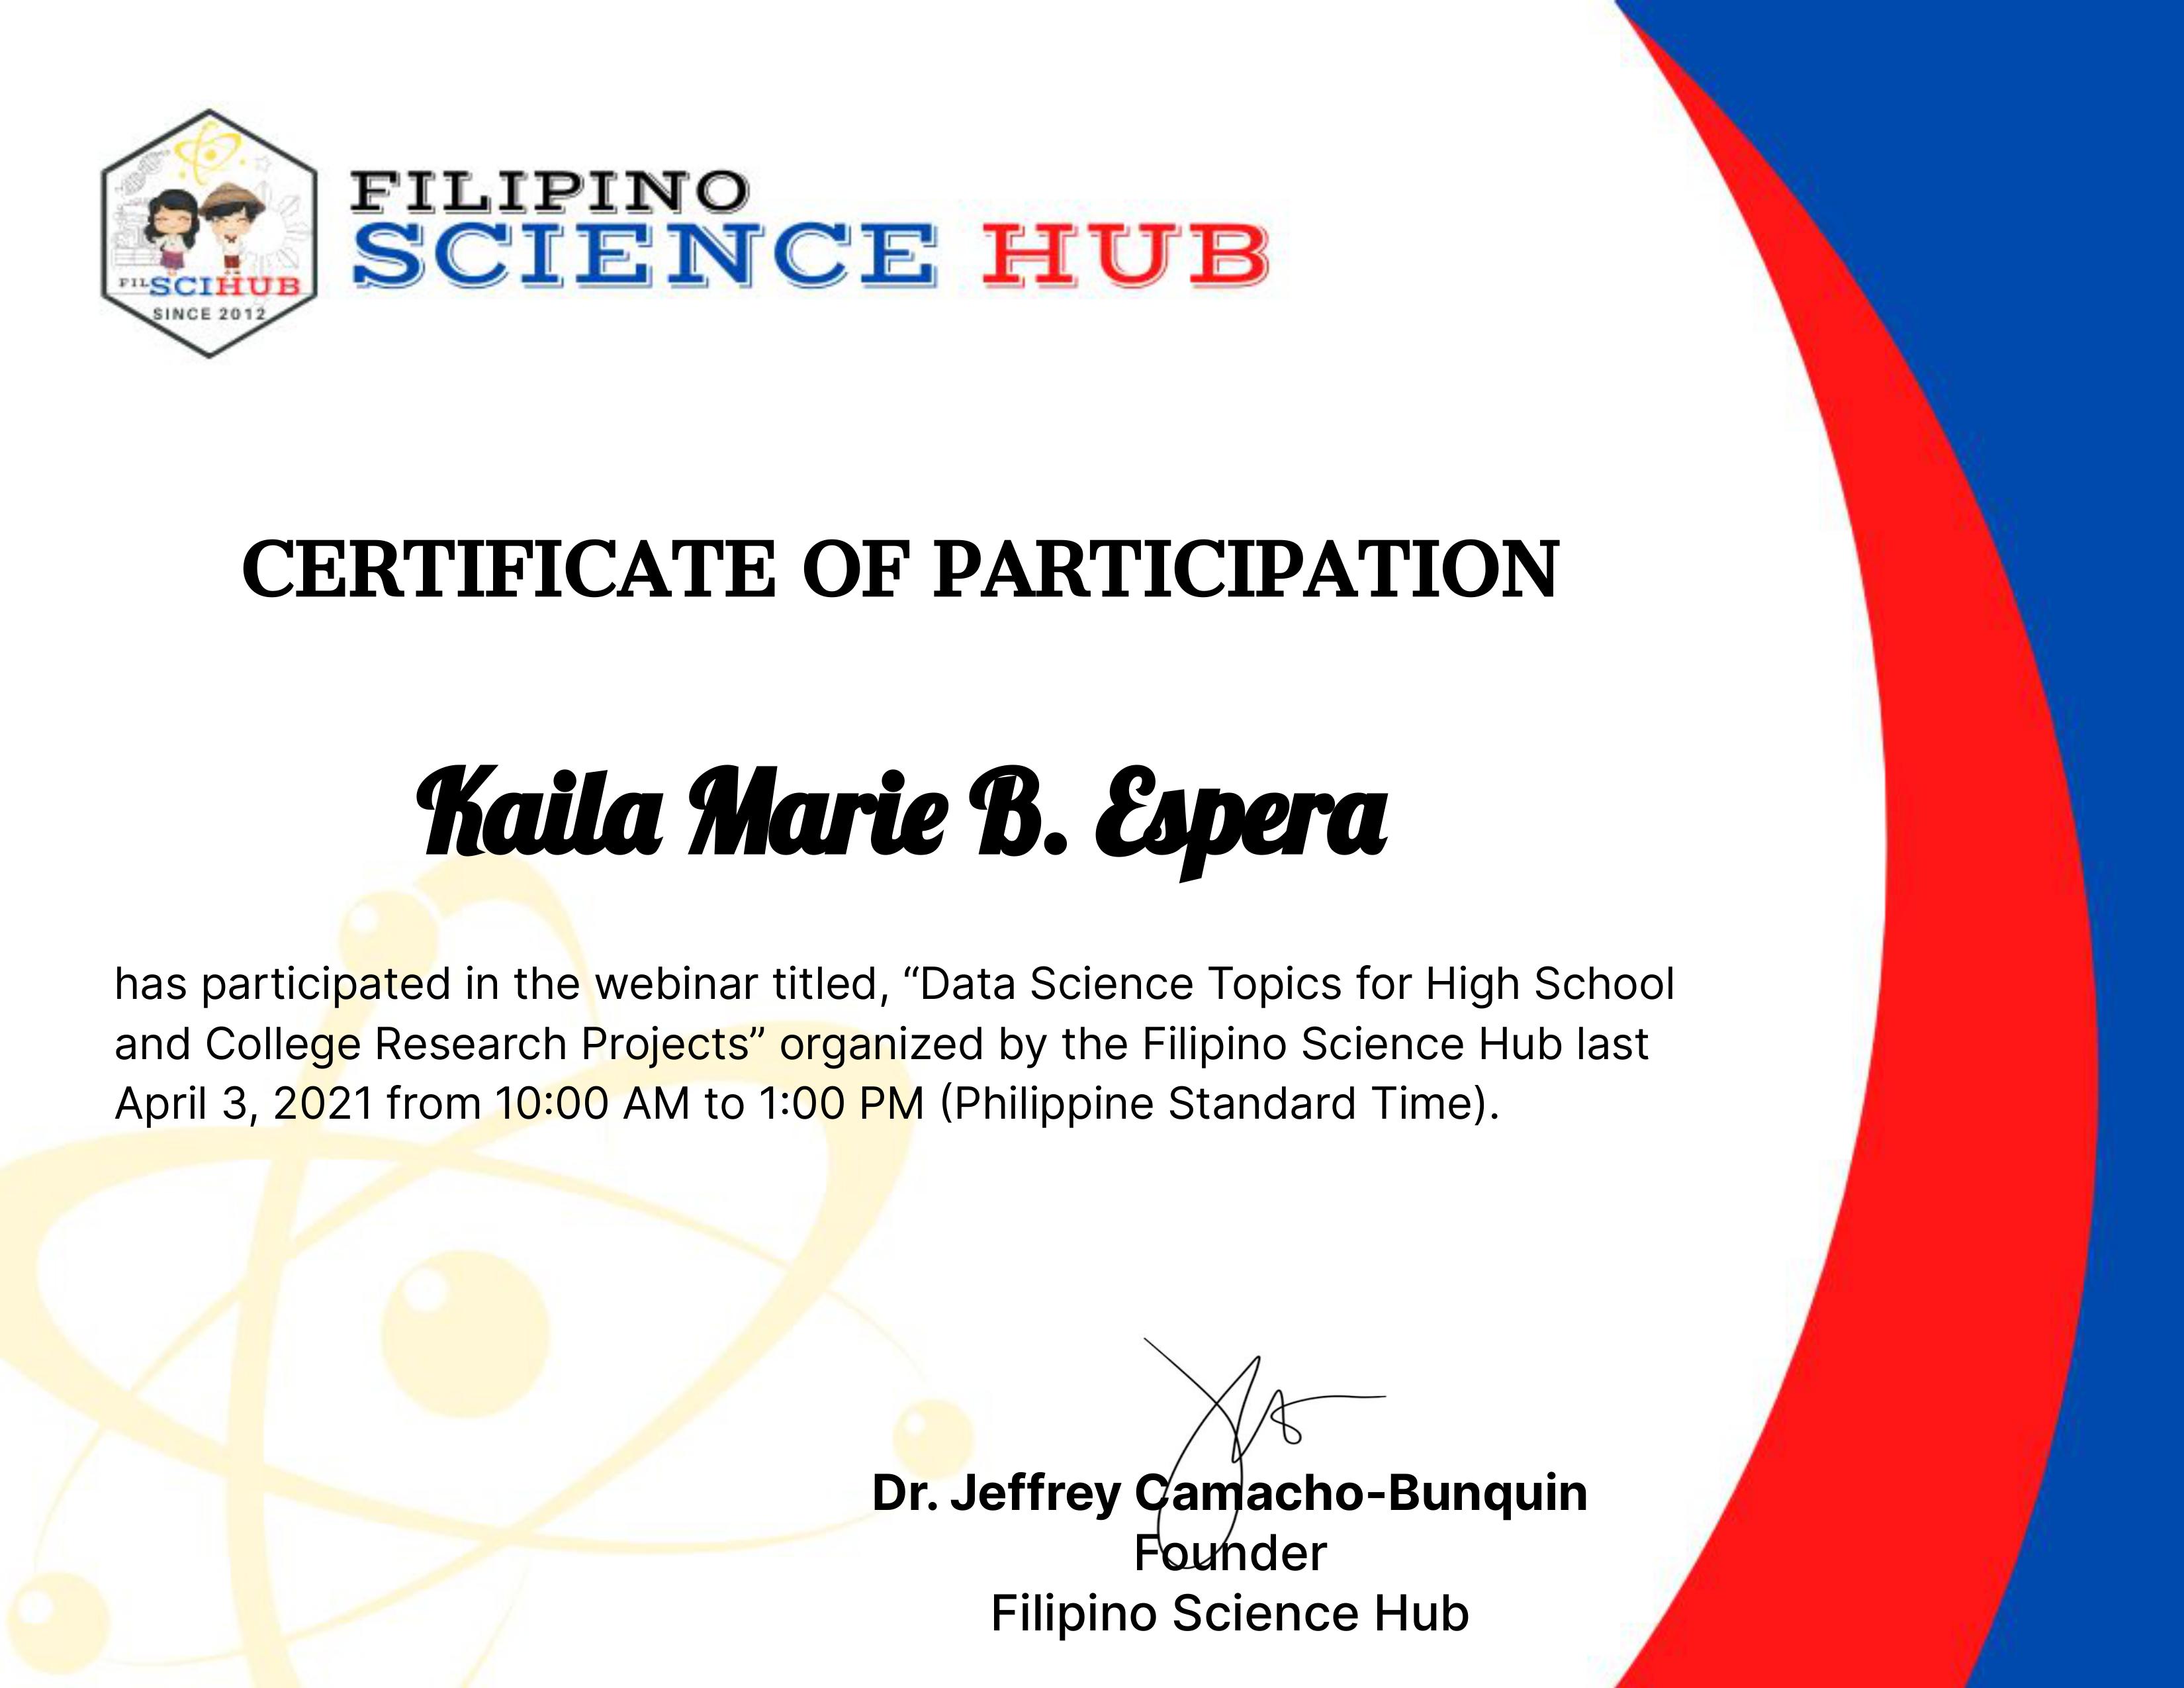 FILIPINO
SCIENCE HUB
FILSCIHUB
SINCE 2012
CERTIFICATE OF PARTICIPATION
Kaila Marie B. Espera
has participated in the webinar titled, “Data Science Topics for High School
and College Research Projects” organized by the Filipino Science Hub last
April 3, 2021 from 10:00 AM to 1:00 PM (Philippine Standard Time).
Dr. Jeffrey Camacho-Bunquin
Founder
Filipino Science Hub